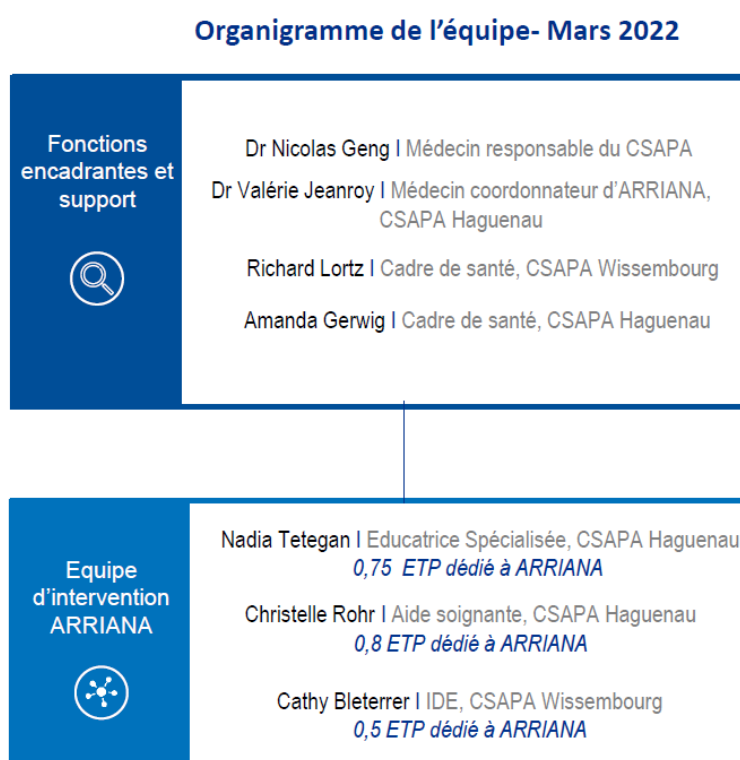 Organigramme de l'équipe- Mars 2022
Fonctions
encadrantes et
support
Dr Nicolas Geng I Médecin responsable du CSAPA
Dr Valérie Jeanroy I Médecin coordonnateur d'ARRIANA,
CSAPA Haguenau
Richard Lortz I Cadre de santé, CSAPA Wissembourg
Amanda Gerwig I Cadre de santé, CSAPA Haguenau
Equipe
d'intervention
ARRIANA
Nadia Tetegan I Educatrice Spécialisée, CSAPA Haguenau
0,75 ETP dédié à ARRIANA
Christelle Rohr I Aide soignante, CSAPA Haguenau
0,8 ETP dédié à ARRIANA
Cathy Bleterrer I IDE, CSAPA Wissembourg
0,5 ETP dédié à ARRIANA